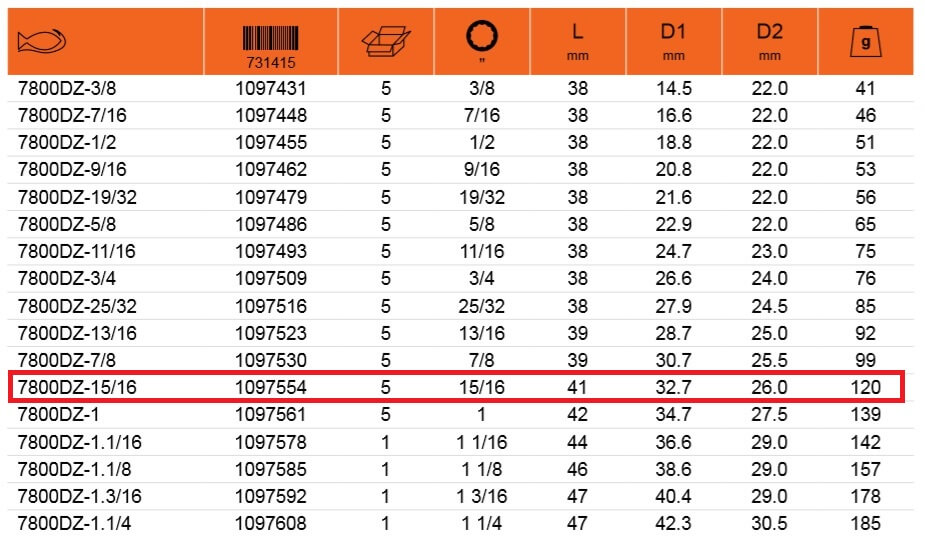 731415 " L mm D1 mm D2 mm g
7800DZ-3/8 1097431 5 3/8 38 14.5 22.0 41
7800DZ-7/16 1097448 5 7/16 38 16.6 22.0 46
7800DZ-1/2 1097455 5 1/2 38 18.8 22.0 51
7800DZ-9/16 1097462 5 9/16 38 20.8 22.0 53
7800DZ-19/32 1097479 5 19/32 38 21.6 22.0 56
7800DZ-5/8 1097486 5 5/8 38 22.9 22.0 65
7800DZ-11/16 1097493 5 11/16 38 24.7 23.0 75
7800DZ-3/4 1097509 5 3/4 38 26.6 24.0 76
7800DZ-25/32 1097516 5 25/32 38 27.9 24.5 85
7800DZ-13/16 1097523 5 13/16 39 28.7 25.0 92
7800DZ-7/8 1097530 5 7/8 39 30.7 25.5 99
7800DZ-15/16 1097554 5 15/16 41 32.7 26.0 120
7800DZ-1 1097561 5 1 42 34.7 27.5 139
7800DZ-1.1/16 1097578 1 1 1/16 44 36.6 29.0 142
7800DZ-1.1/8 1097585 1 1 1/8 46 38.6 29.0 157
7800DZ-1.3/16 1097592 1 1 3/16 47 40.4 29.0 178
7800DZ-1.1/4 1097608 1 1 1/4 47 42.3 30.5 185